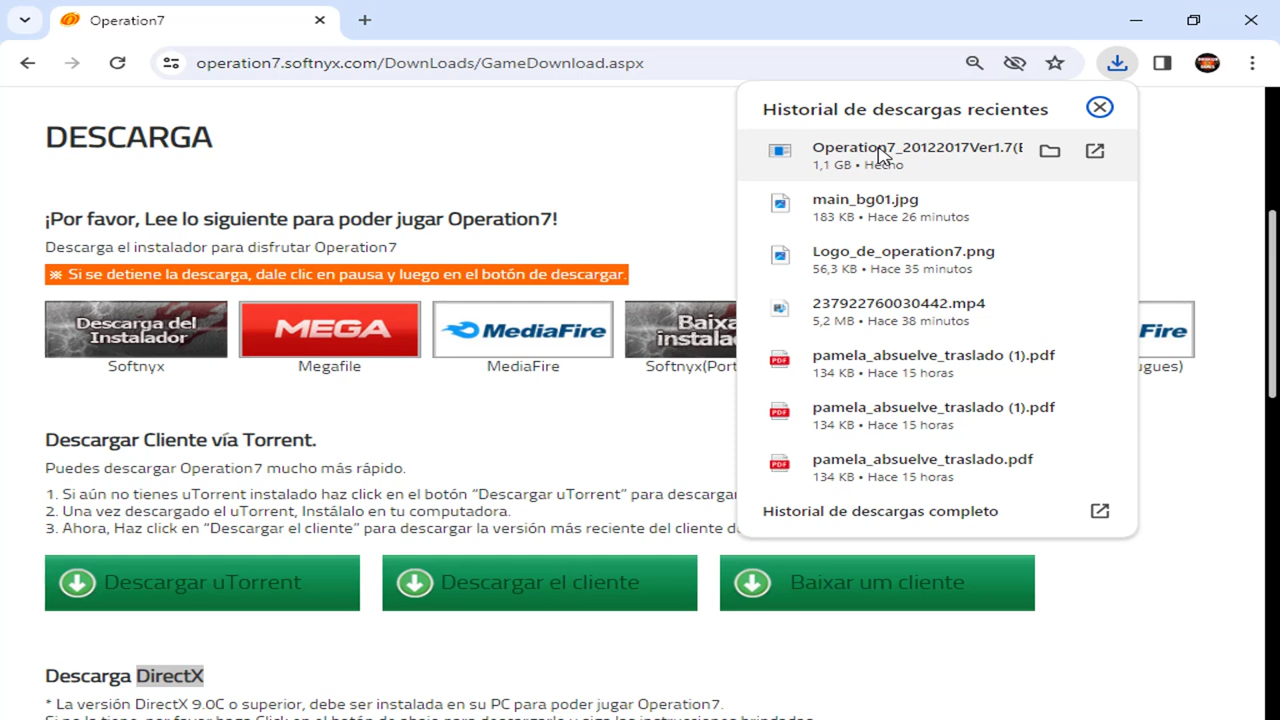 Operation7
operation7.softnyx.com/DownLoads/GameDownload.aspx
DESCARGA
¡Por favor, Lee lo siguiente para poder jugar Operation7!
Descarga el instalador para disfrutar Operation7
※ Si se detiene la descarga, dale clic en pausa y luego en el botón de descargar.
Descarga del
Instalador
MEGA
MediaFire
Baixa
instala
Fire
Softnyx
Megafile
MediaFire
Softnyx(Port
ugues)
Descargar Cliente vía Torrent.
Puedes descargar Operation7 mucho más rápido.
1. Si aún no tienes uTorrent instalado haz click en el botón “Descargar uTorrent” para descargar
2. Una vez descargado el uTorrent, Instálalo en tu computadora.
3. Ahora, Haz click en “Descargar el cliente” para descargar la versión más reciente del cliente d
Descargar uTorrent
Descargar el cliente
Baixar um cliente
Descarga DirectX
* La versión DirectX 9.0C o superior, debe ser instalada en su PC para poder jugar Operation7.
Historial de descargas recientes
Operation7_20122017Ver1.7(E
1,1 GB • Hecho
main_bg01.jpg
183 KB • Hace 26 minutos
Logo_de_operation7.png
56,3 KB • Hace 35 minutos
237922760030442.mp4
5,2 MB • Hace 38 minutos
PDF
pamela_absuelve_traslado (1).pdf
134 KB • Hace 15 horas
PDF
pamela_absuelve_traslado (1).pdf
134 KB • Hace 15 horas
PDF
pamela_absuelve_traslado.pdf
134 KB • Hace 15 horas
Historial de descargas completo